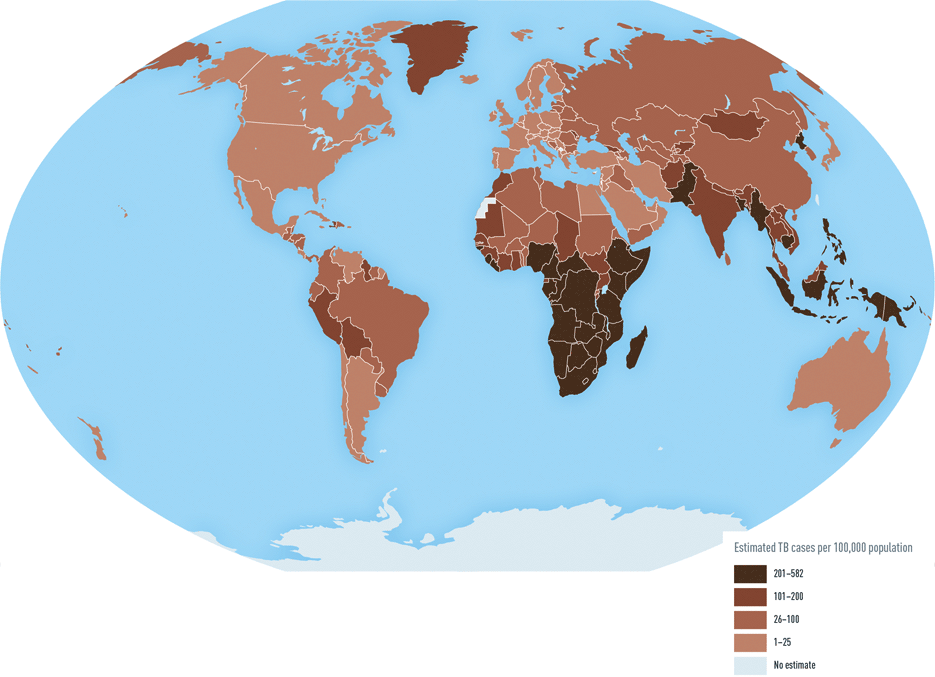 Estimated TB cases per 100,000 population
201–582
101–200
26–100
1–25
No estimate